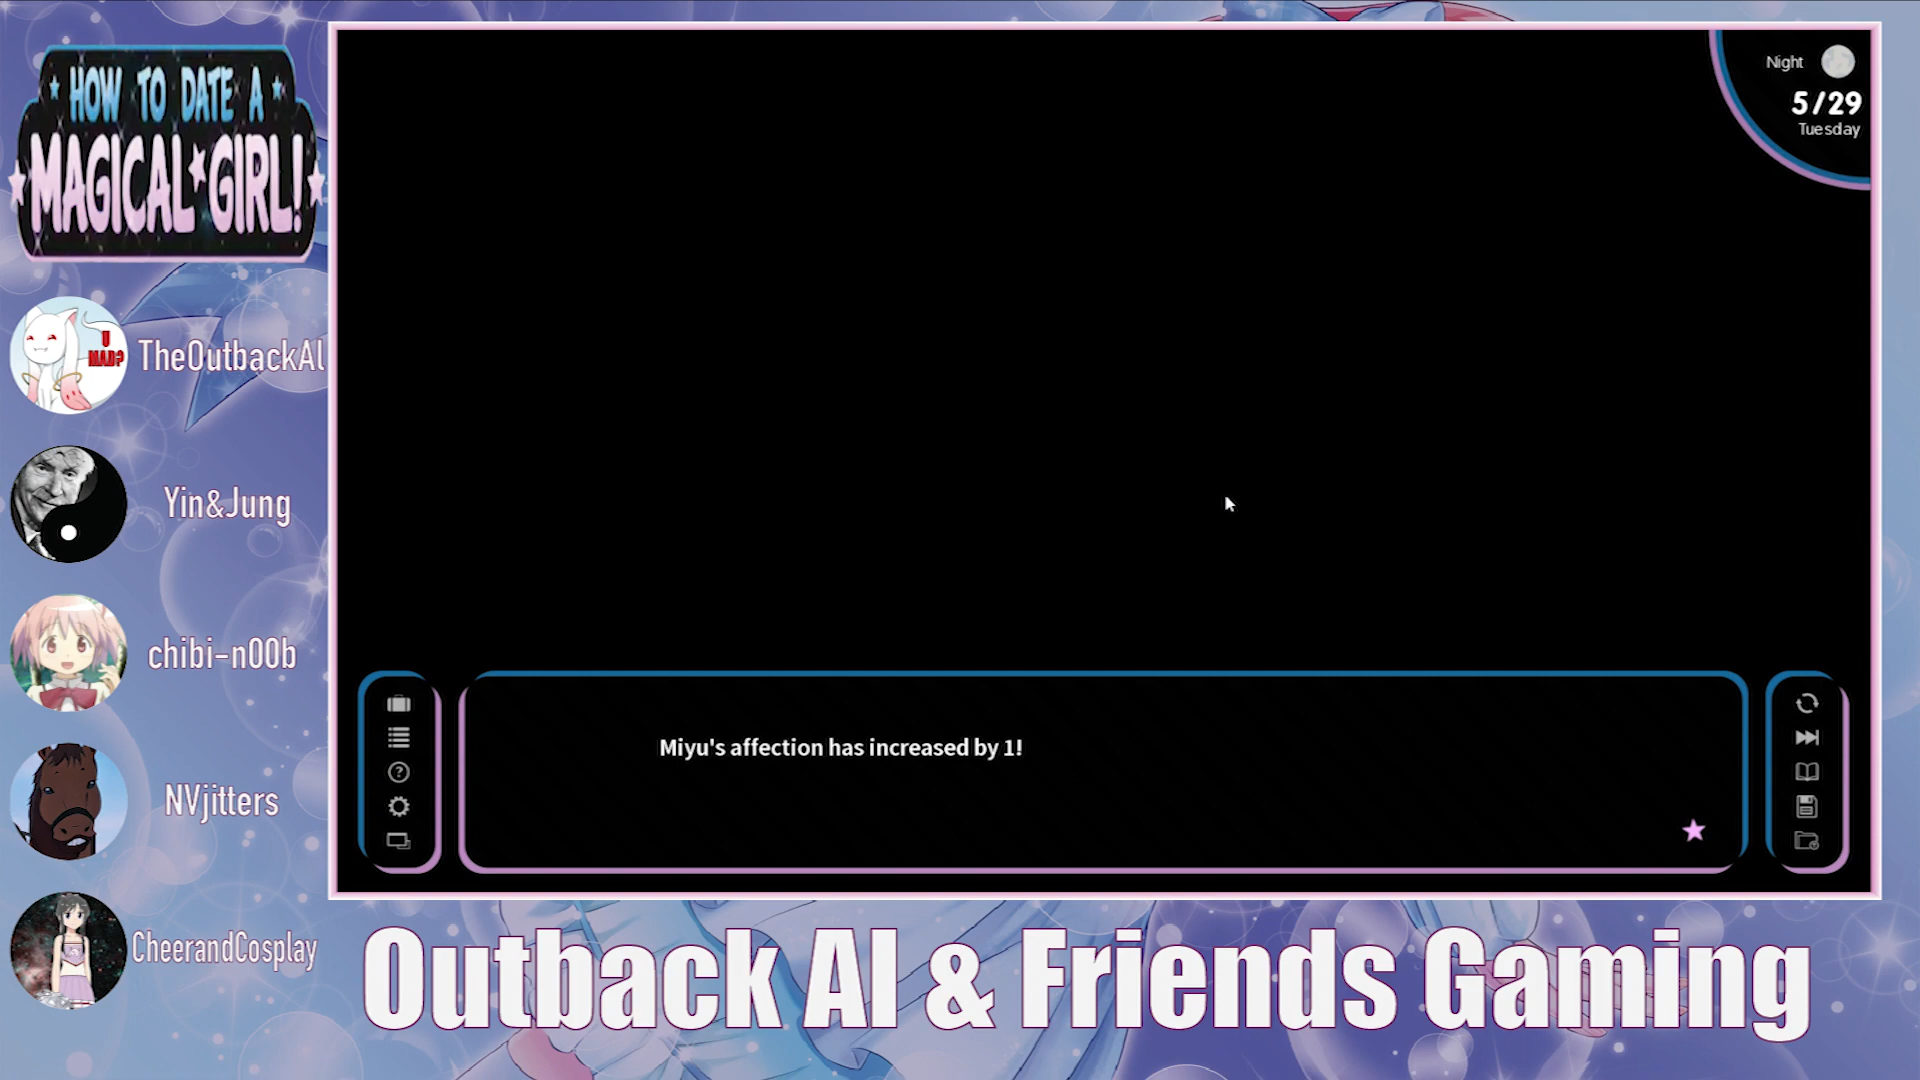 HOW TO DATE A
MAGICAL GIRL!
U
MAD?
TheOutbackAl
Yin&Jung
chibi-n00b
NVjitters
CheerandCosplay
Night
5/29
Tuesday
Miyu's affection has increased by 1!
Outback Al & Friends Gaming